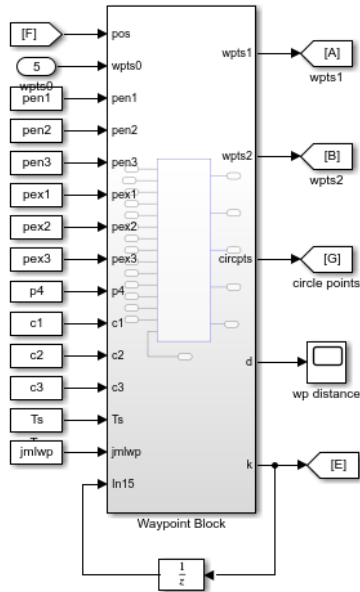 [F]
pos
5
wpts0
wpts0
pen1
pen1
pen2
pen2
pen3
pen3
pex1
pex1
pex2
pex2
pex3
pex3
p4
p4
c1
c1
c2
c2
c3
c3
Ts
Ts
jmlwp
jmlwp
In15
wpts1
[A]
wpts1
wpts2
[B]
wpts2
circpts
[G]
circle points
d
wp distance
k
[E]
Waypoint Block
1
z